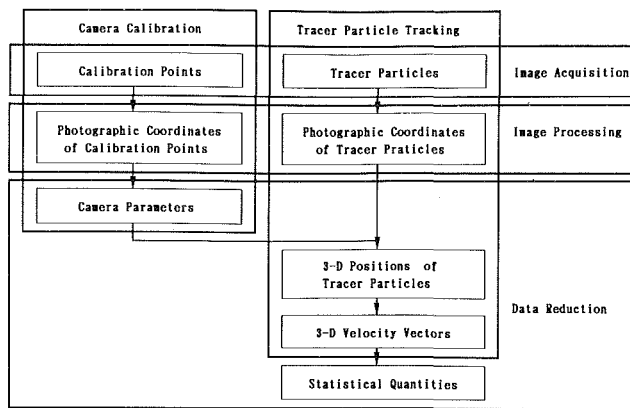 Camera Calibration
Tracer Particle Tracking
Calibration Points
Tracer Particles
Image Acquisition
Photographic Coordinates
of Calibration Points
Photographic Coordinates
of Tracer Praticles
Image Processing
Camera Parameters
3-D Positions of
Tracer Particles
3-D Velocity Vectors
Data Reduction
Statistical Quantities